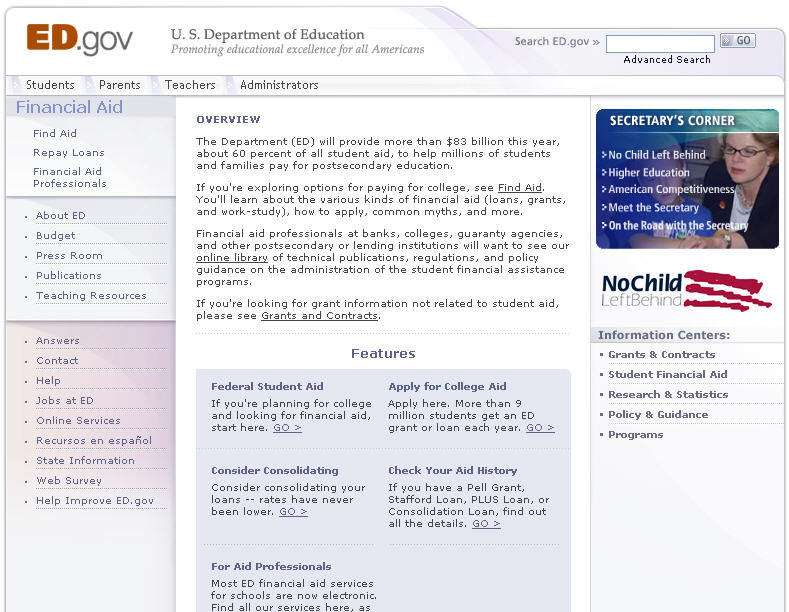 ED.gov
U. S. Department of Education
Promoting educational excellence for all Americans
Search ED.gov »
GO
Advanced Search
Students Parents Teachers Administrators
Financial Aid
Find Aid
Repay Loans
Financial Aid
Professionals
About ED
Budget
Press Room
Publications
Teaching Resources
Answers
Contact
Help
Jobs at ED
Online Services
Recursos en español
State Information
Web Survey
Help Improve ED.gov
OVERVIEW
The Department (ED) will provide more than $83 billion this year,
about 60 percent of all student aid, to help millions of students
and families pay for postsecondary education.
If you're exploring options for paying for college, see Find Aid.
You'll learn about the various kinds of financial aid (loans, grants,
and work-study), how to apply, common myths, and more.
Financial aid professionals at banks, colleges, guaranty agencies,
and other postsecondary or lending institutions will want to see our
online library of technical publications, regulations, and policy
guidance on the administration of the student financial assistance
programs.
If you're looking for grant information not related to student aid,
please see Grants and Contracts.
Features
Federal Student Aid
If you're planning for college
and looking for financial aid,
start here. GO >
Apply for College Aid
Apply here. More than 9
million students get an ED
grant or loan each year. GO >
Consider Consolidating
Consider consolidating your
loans -- rates have never
been lower. GO >
Check Your Aid History
If you have a Pell Grant,
Stafford Loan, PLUS Loan, or
Consolidation Loan, find out
all the details. GO >
For Aid Professionals
Most ED financial aid services
for schools are now electronic.
Find all our services here, as
SECRETARY'S CORNER
> No Child Left Behind
> Higher Education
> American Competitiveness
> Meet the Secretary
> On the Road with the Secretary
No Child
Left Behind
Information Centers:
Grants & Contracts
Student Financial Aid
Research & Statistics
Policy & Guidance
Programs